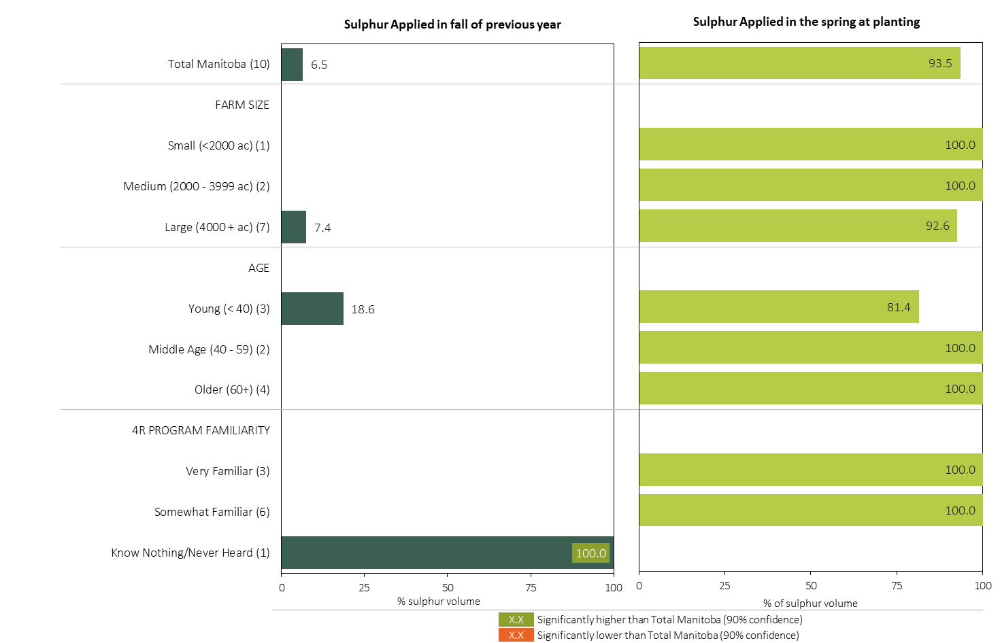 Sulphur Applied in fall of previous year
Sulphur Applied in the spring at planting
Total Manitoba (10) 6.5 93.5
FARM SIZE
Small (<2000 ac) (1) 100.0
Medium (2000 - 3999 ac) (2) 100.0
Large (4000 + ac) (7) 7.4 92.6
AGE
Young (< 40) (3) 18.6 81.4
Middle Age (40 - 59) (2) 100.0
Older (60+) (4) 100.0
4R PROGRAM FAMILIARITY
Very Familiar (3) 100.0
Somewhat Familiar (6) 100.0
Know Nothing/Never Heard (1) 100.0
0 25 50 75 100
0 25 50 75 100
% sulphur volume
% of sulphur volume
X.X Significantly higher than Total Manitoba (90% confidence)
X.X Significantly lower than Total Manitoba (90% confidence)